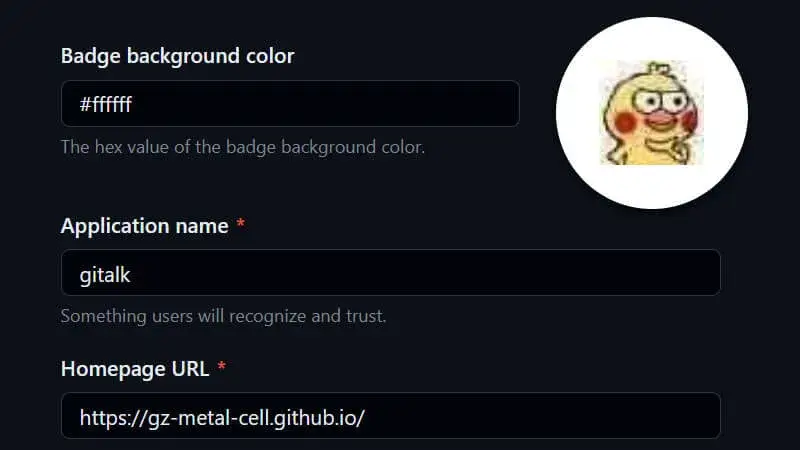 Badge background color
#ffffff
The hex value of the badge background color.
Application name *
gitalk
Something users will recognize and trust.
Homepage URL *
https://gz-metal-cell.github.io/